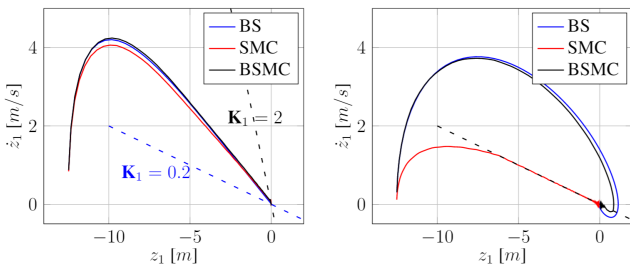 BS
SMC
BSMC
4
2
0
ż₁ [m/s]
K₁ = 2
K₁ = 0.2
−10
−5
0
z₁ [m]
BS
SMC
BSMC
4
2
0
ż₁ [m/s]
−10
−5
0
z₁ [m]